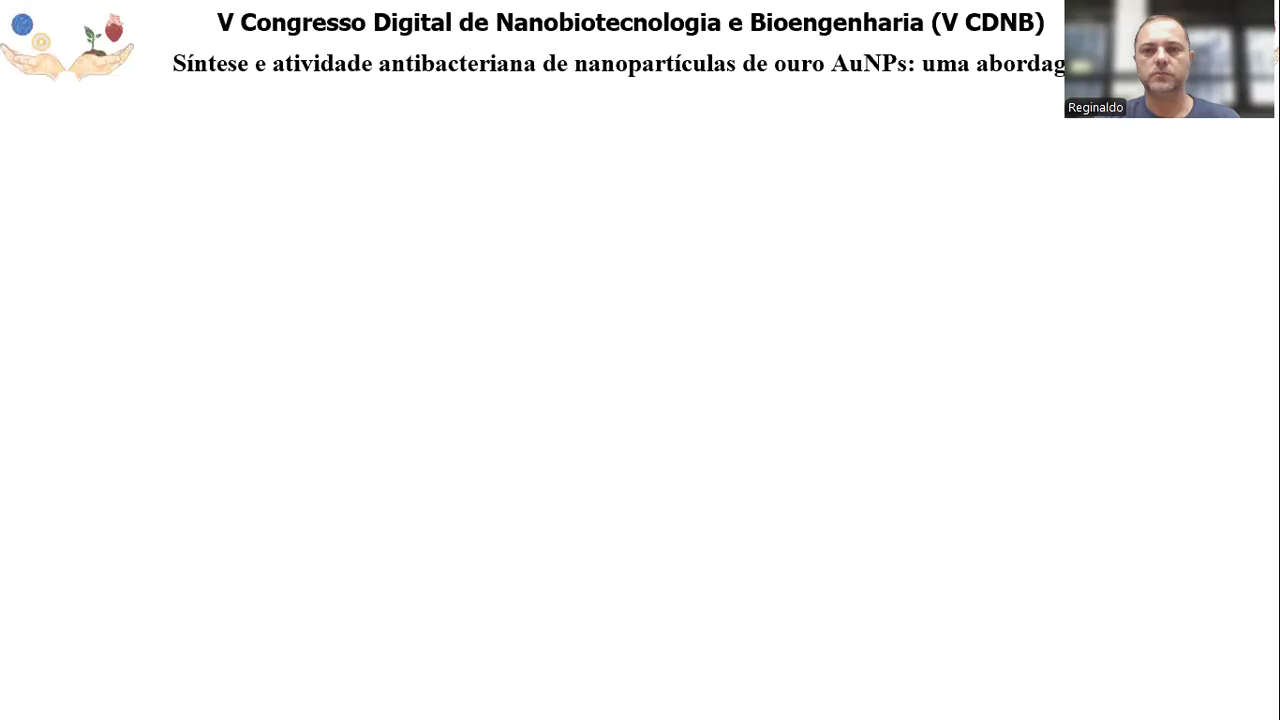 V Congresso Digital de Nanobiotecnologia e Bioengenharia (V CDNB)
Síntese e atividade antibacteriana de nanopartículas de ouro AuNPs: uma abordag
Reginaldo